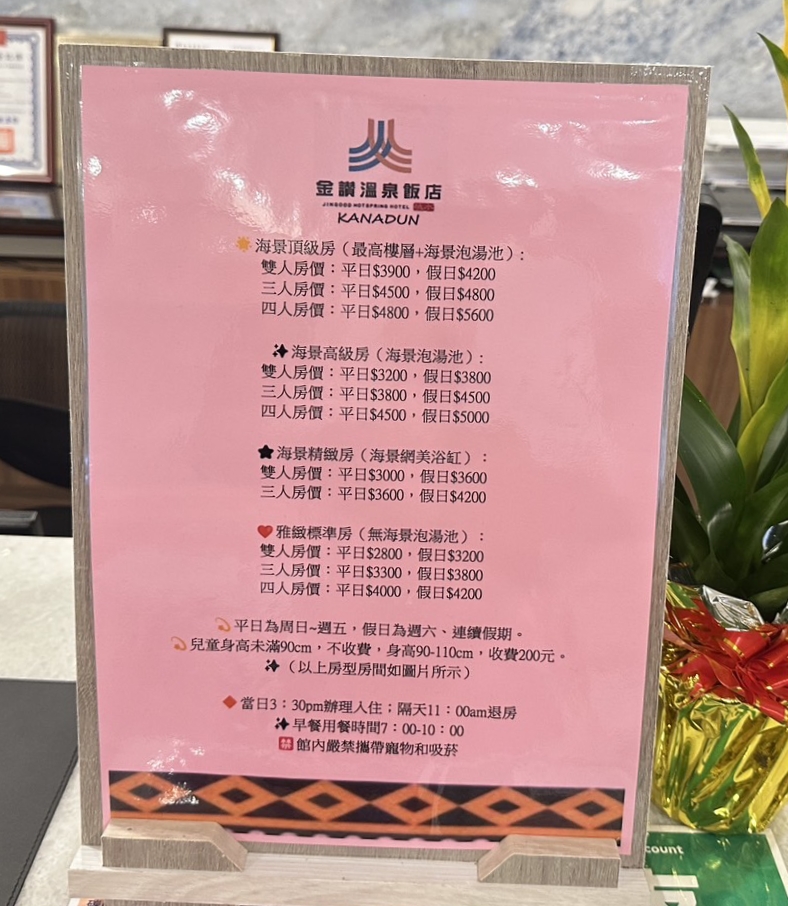 金讚溫泉飯店
JINGOOD HOTSPRING HOTEL
KANADUN
海景頂級房（最高樓層+海景泡湯池）:
雙人房價：平日$3900，假日$4200
三人房價：平日$4500，假日$4800
四人房價：平日$4800，假日$5600
海景高級房（海景泡湯池）:
雙人房價：平日$3200，假日$3800
三人房價：平日$3800，假日$4500
四人房價：平日$4500，假日$5000
海景精緻房（海景網美浴缸）：
雙人房價：平日$3000，假日$3600
三人房價：平日$3600，假日$4200
雅緻標準房（無海景泡湯池）：
雙人房價：平日$2800，假日$3200
三人房價：平日$3300，假日$3800
四人房價：平日$4000，假日$4200
平日為周日~週五，假日為週六、連續假期。
兒童身高未滿90cm，不收費，身高90-110cm，收費200元。
（以上房型房間如圖片所示）
當日3：30pm辦理入住；隔天11：00am退房
早餐用餐時間7：00-10：00
館內嚴禁攜帶寵物和吸菸
count